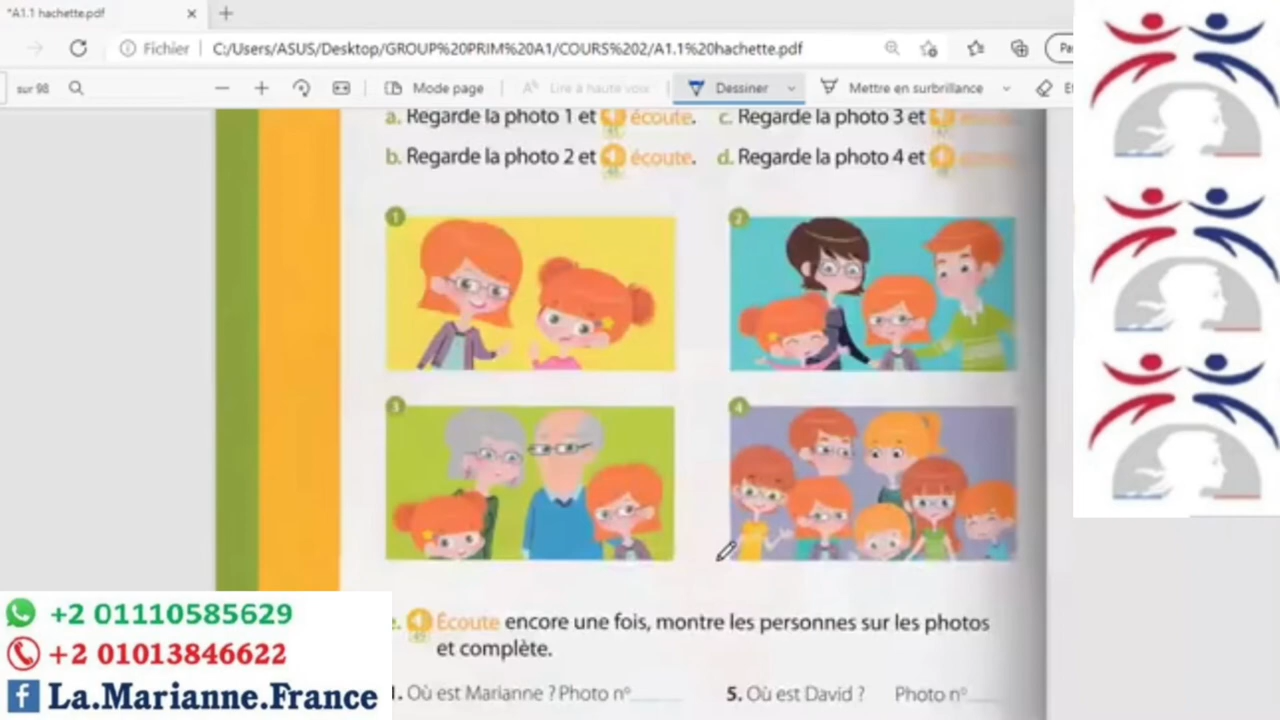 *A1.1 hachette.pdf
Fichier C:/Users/ASUS/Desktop/GROUP%20PRIM%20A1/COURS%202/A1.1%20hachette.pdf
sur 98 Mode page Lire à haute voix Dessiner Mettre en surbrillance
a. Regarde la photo 1 et écoute. c. Regarde la photo 3 et
b. Regarde la photo 2 et écoute. d. Regarde la photo 4 et
1 2
3 4
e. Écoute encore une fois, montre les personnes sur les photos
et complète.
1. Où est Marianne ? Photo n° 5. Où est David ? Photo n°
+2 01110585629
+2 01013846622
La.Marianne.France